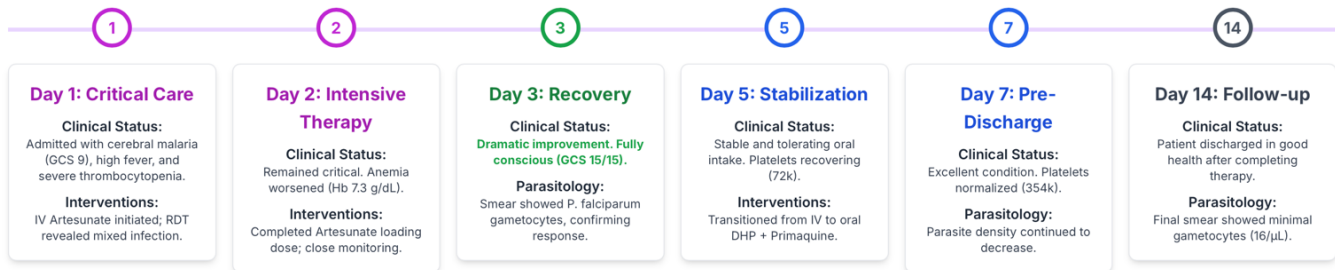 1
2
3
5
7
14
Day 1: Critical Care
Clinical Status:
Admitted with cerebral malaria
(GCS 9), high fever, and
severe thrombocytopenia.
Interventions:
IV Artesunate initiated; RDT
revealed mixed infection.
Day 2: Intensive
Therapy
Clinical Status:
Remained critical. Anemia
worsened (Hb 7.3 g/dL).
Interventions:
Completed Artesunate loading
dose; close monitoring.
Day 3: Recovery
Clinical Status:
Dramatic improvement. Fully
conscious (GCS 15/15).
Parasitology:
Smear showed P. falciparum
gametocytes, confirming
response.
Day 5: Stabilization
Clinical Status:
Stable and tolerating oral
intake. Platelets recovering
(72k).
Interventions:
Transitioned from IV to oral
DHP + Primaquine.
Day 7: Pre-
Discharge
Clinical Status:
Excellent condition. Platelets
normalized (354k).
Parasitology:
Parasite density continued to
decrease.
Day 14: Follow-up
Clinical Status:
Patient discharged in good
health after completing
therapy.
Parasitology:
Final smear showed minimal
gametocytes (16/µL).